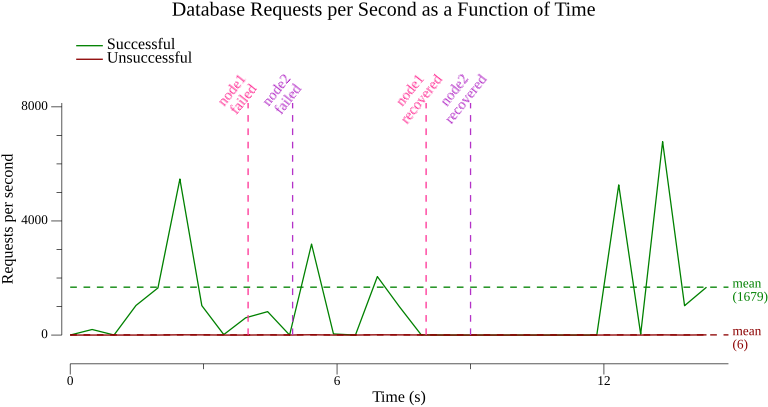 Database Requests per Second as a Function of Time
Successful
Unsuccessful
node1
failed
node2
failed
node1
recovered
node2
recovered
8000
4000
0
Requests per second
mean
(1679)
mean
(6)
0
6
12
Time (s)